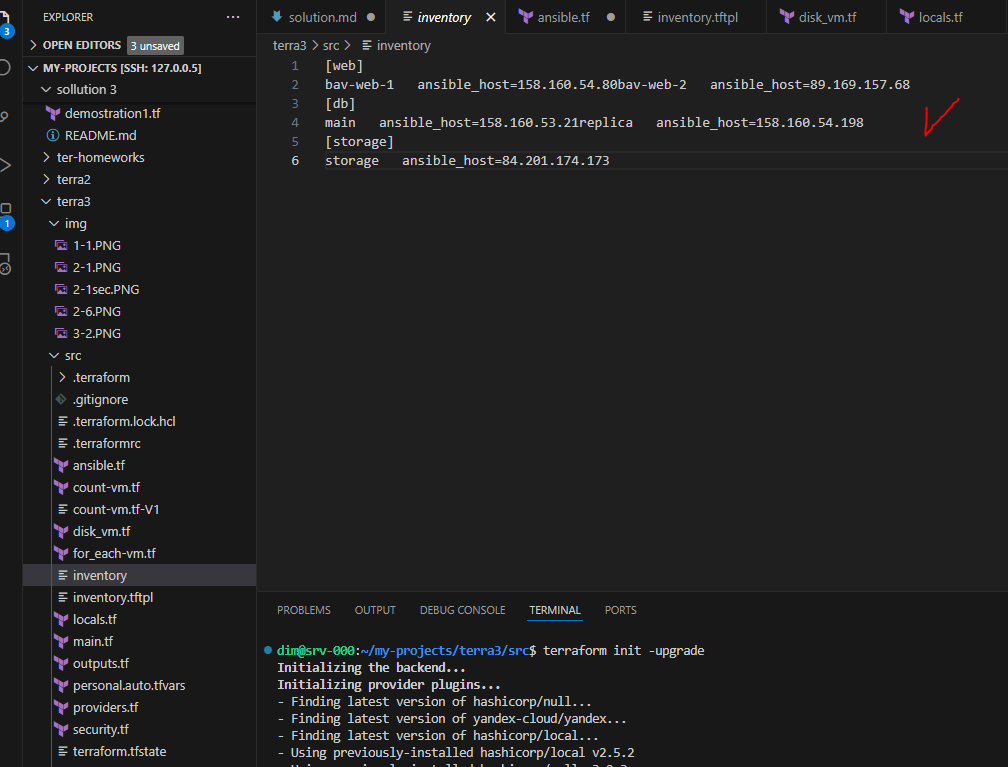 EXPLORER
···
solution.md
inventory
ansible.tf
inventory.tftpl
disk_vm.tf
locals.tf
3
OPEN EDITORS 3 unsaved
terra3 > src > inventory
MY-PROJECTS [SSH: 127.0.0.5]
sollution 3
demostration1.tf
README.md
ter-homeworks
terra2
terra3
img
1-1.PNG
2-1.PNG
2-1sec.PNG
2-6.PNG
3-2.PNG
src
.terraform
.gitignore
.terraform.lock.hcl
.terraformrc
ansible.tf
count-vm.tf
count-vm.tf-V1
disk_vm.tf
for_each-vm.tf
inventory
inventory.tftpl
locals.tf
main.tf
outputs.tf
personal.auto.tfvars
providers.tf
security.tf
terraform.tfstate
1
1 [web]
2 bav-web-1   ansible_host=158.160.54.80bav-web-2   ansible_host=89.169.157.68
3 [db]
4 main   ansible_host=158.160.53.21replica   ansible_host=158.160.54.198
5 [storage]
6 storage   ansible_host=84.201.174.173
PROBLEMS OUTPUT DEBUG CONSOLE TERMINAL PORTS
dim@srv-000:~/my-projects/terra3/src$ terraform init -upgrade
Initializing the backend...
Initializing provider plugins...
- Finding latest version of hashicorp/null...
- Finding latest version of yandex-cloud/yandex...
- Finding latest version of hashicorp/local...
- Using previously-installed hashicorp/local v2.5.2